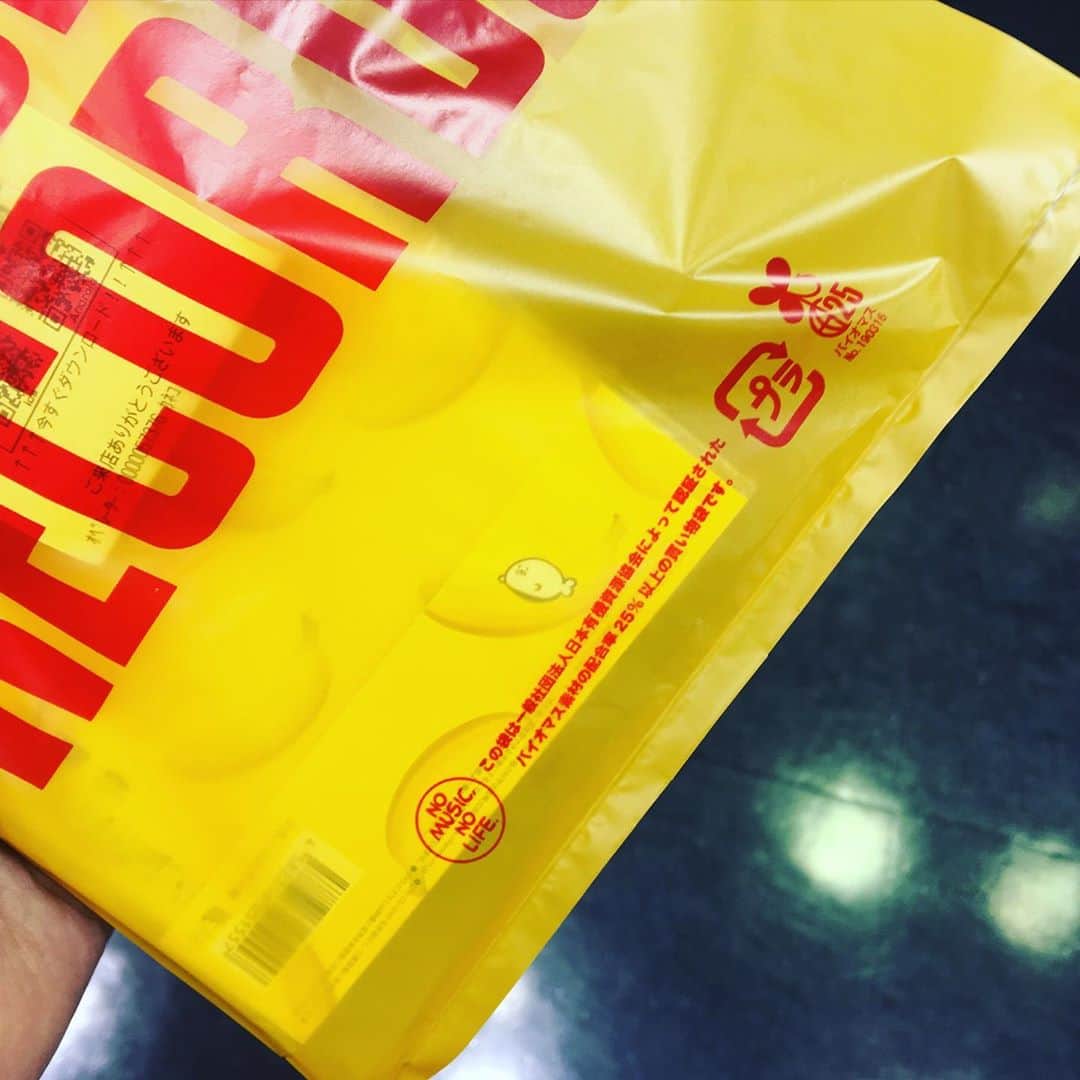 RECORDS
今すぐダウンロード!
ご来店ありがとうございます
25
バイオマス
No.190316
プラ
この袋は一般社団法人日本有機資源協会によって認証された
バイオマス素材の配合率25%以上の買い物袋です。
NO
MUSIC,
NO
LIFE.